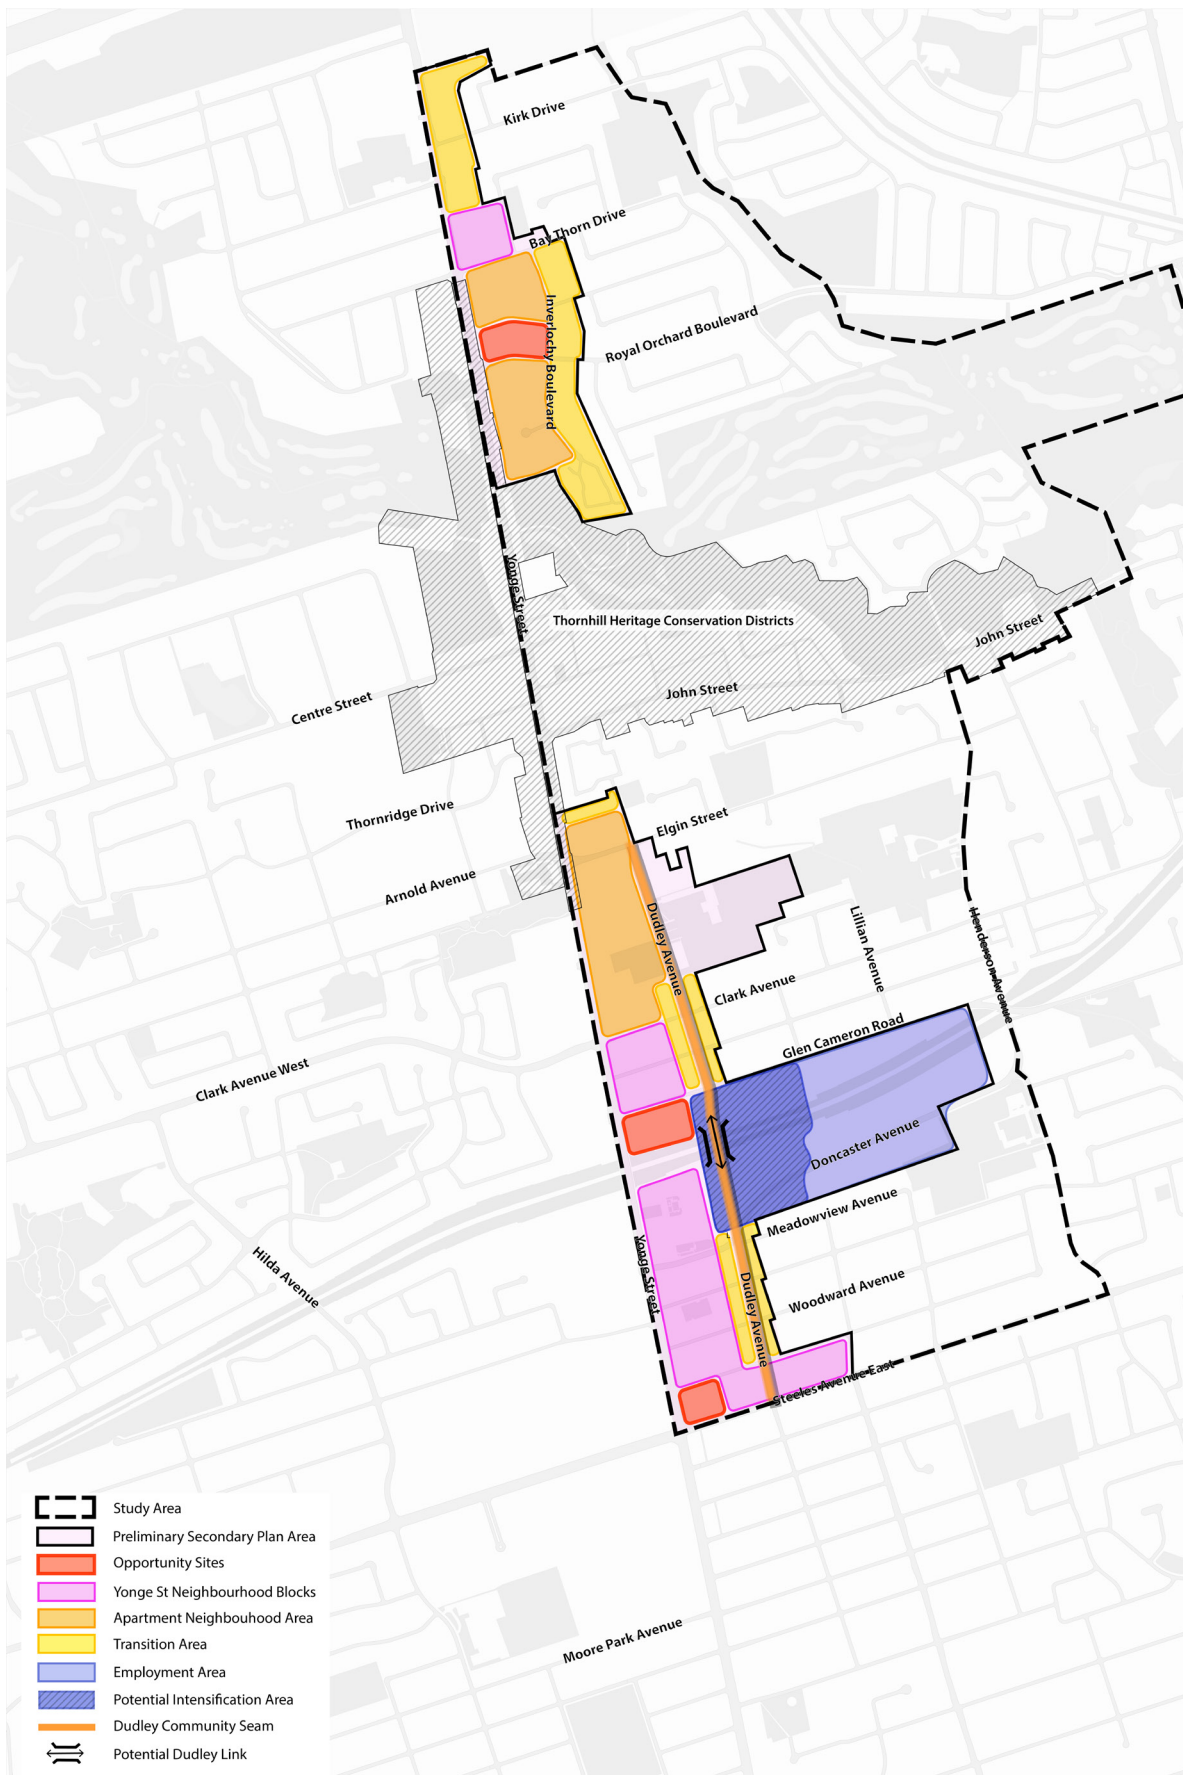 Kirk Drive
Bay Thorn Drive
Inverlochy Boulevard
Royal Orchard Boulevard
Yonge Street
Thornhill Heritage Conservation Districts
John Street
John Street
Centre Street
Thornridge Drive
Elgin Street
Arnold Avenue
Dudley Avenue
Lillian Avenue
Henderson Avenue
Clark Avenue
Glen Cameron Road
Clark Avenue West
Doncaster Avenue
Meadowview Avenue
Hilda Avenue
Yonge Street
Dudley Avenue
Woodward Avenue
Steeles Avenue East
Moore Park Avenue
Study Area
Preliminary Secondary Plan Area
Opportunity Sites
Yonge St Neighbourhood Blocks
Apartment Neighbouhood Area
Transition Area
Employment Area
Potential Intensification Area
Dudley Community Seam
Potential Dudley Link